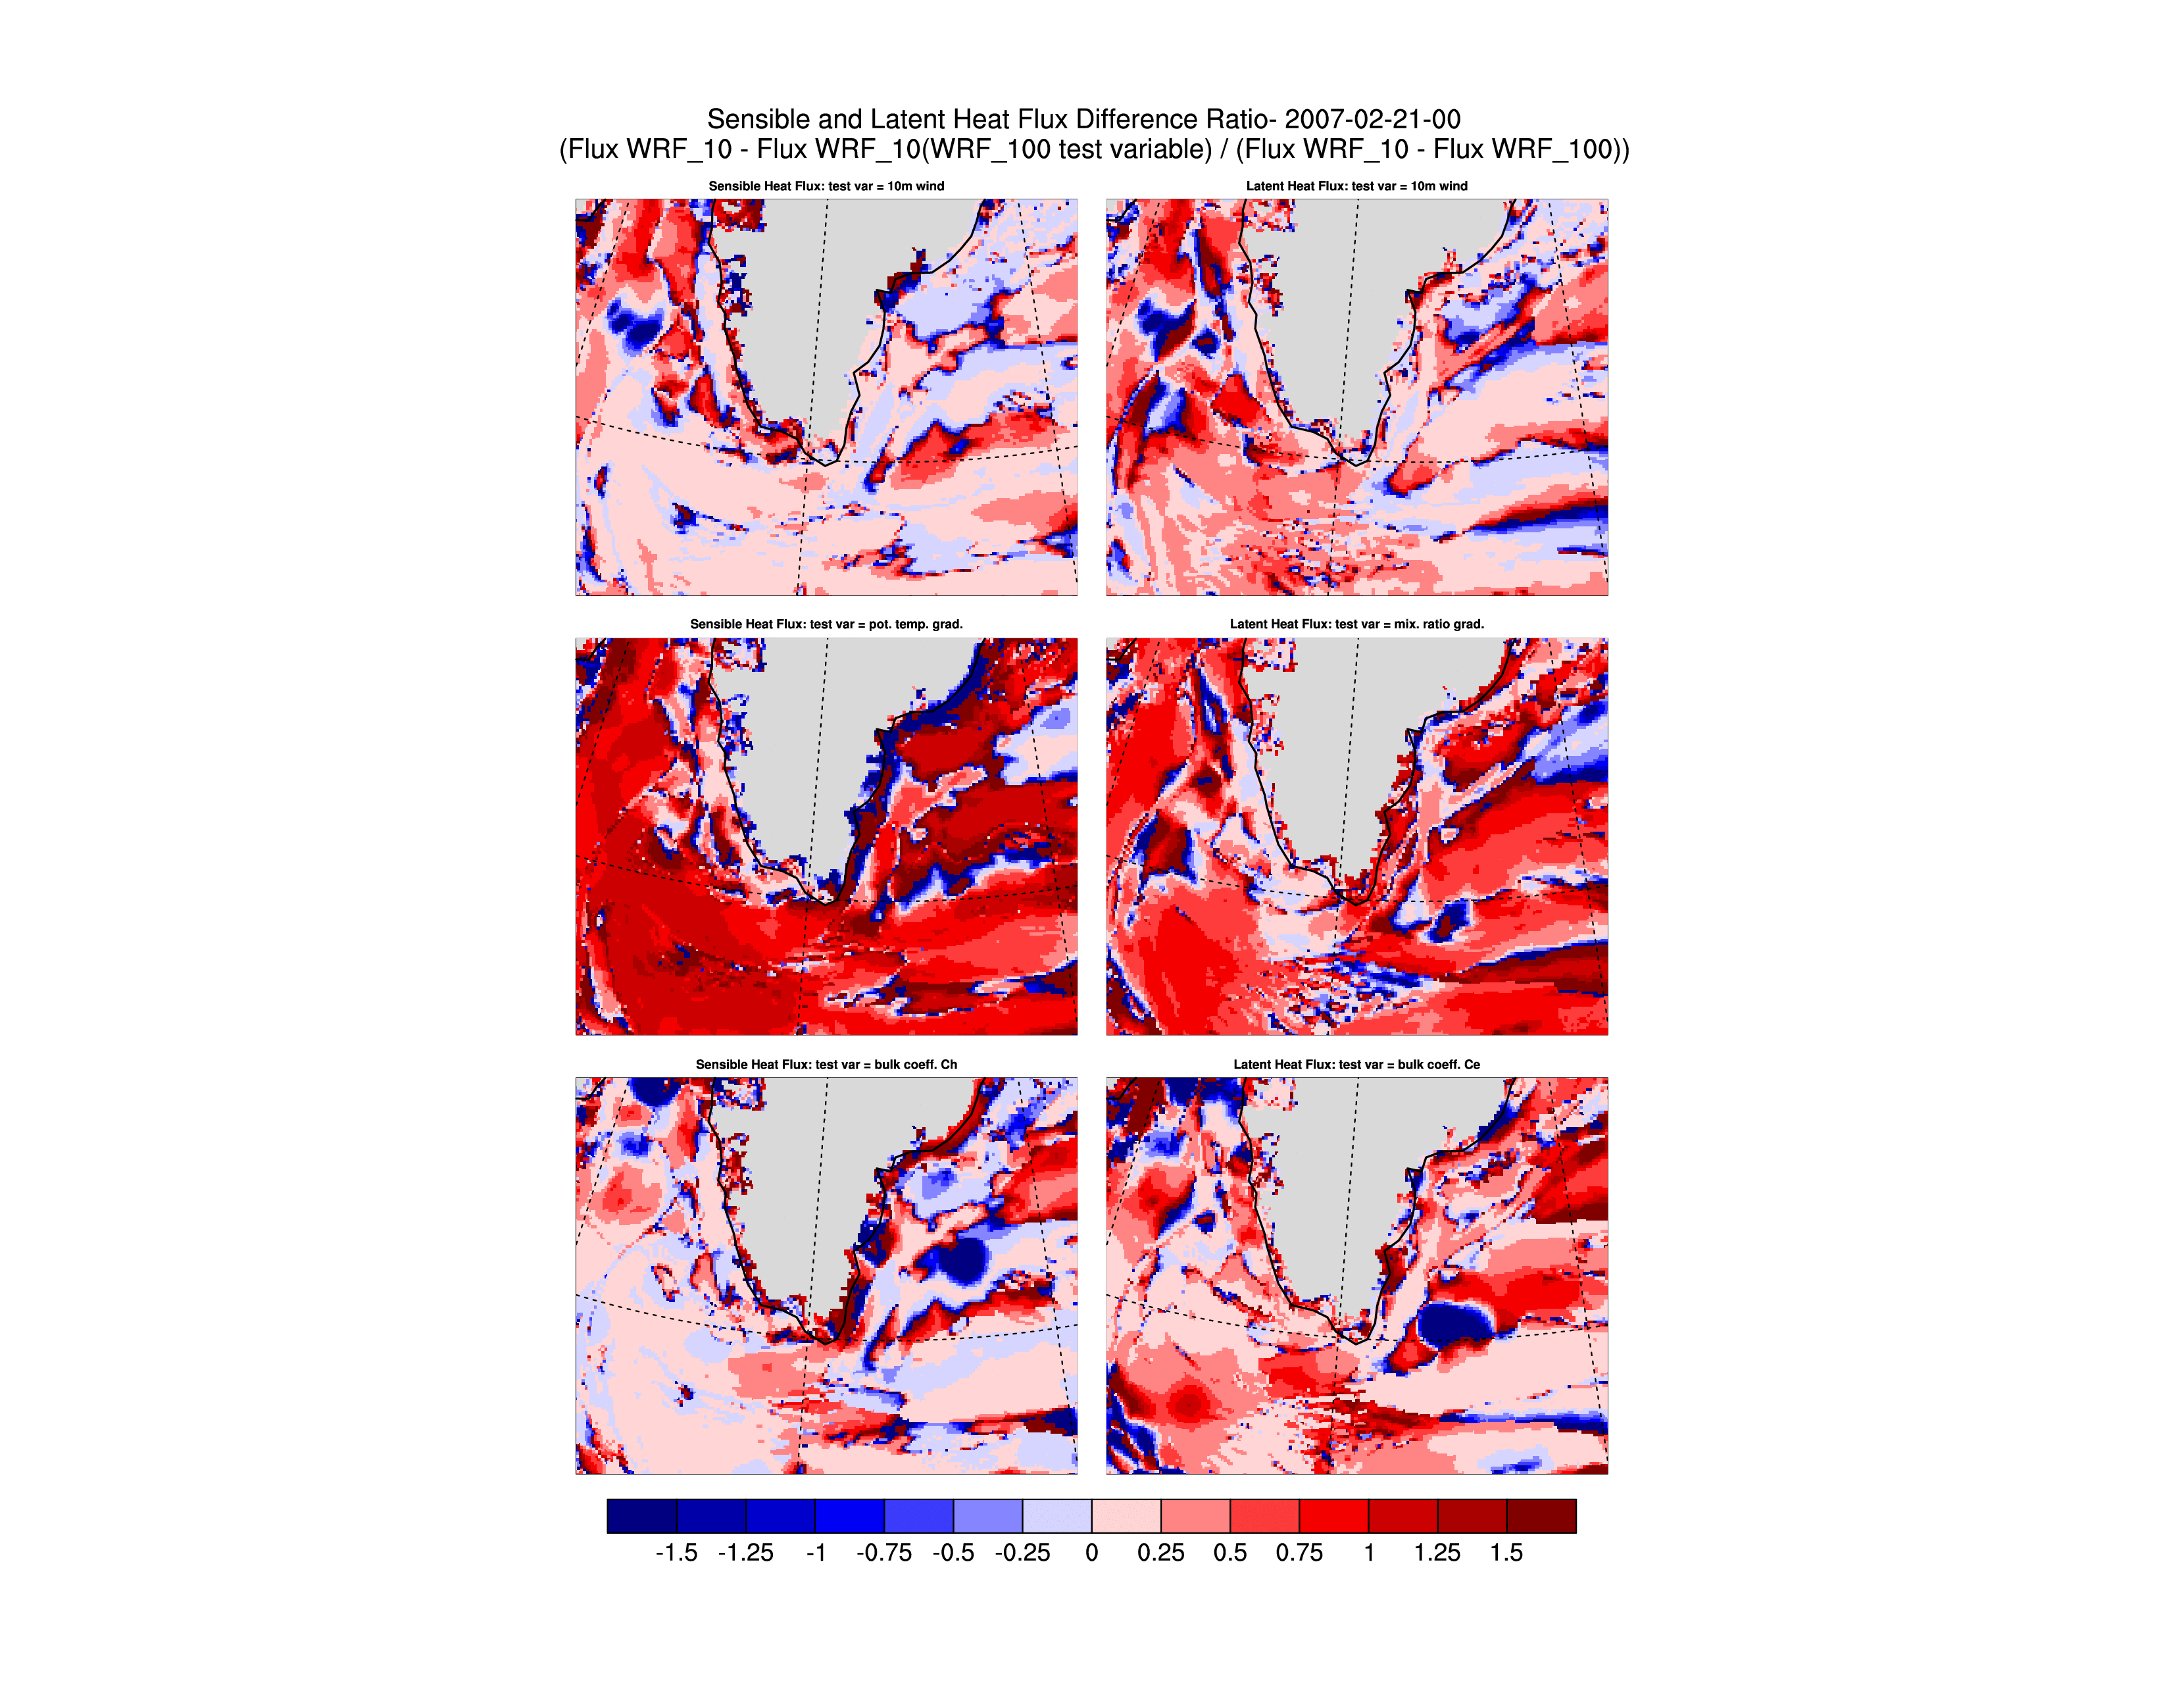 Sensible and Latent Heat Flux Difference Ratio- 2007-02-21-00
(Flux WRF_10 - Flux WRF_10(WRF_100 test variable) / (Flux WRF_10 - Flux WRF_100))
Sensible Heat Flux: test var = 10m wind
Latent Heat Flux: test var = 10m wind
Sensible Heat Flux: test var = pot. temp. grad.
Latent Heat Flux: test var = mix. ratio grad.
Sensible Heat Flux: test var = bulk coeff. Ch
Latent Heat Flux: test var = bulk coeff. Ce
-1.5 -1.25 -1 -0.75 -0.5 -0.25 0 0.25 0.5 0.75 1 1.25 1.5